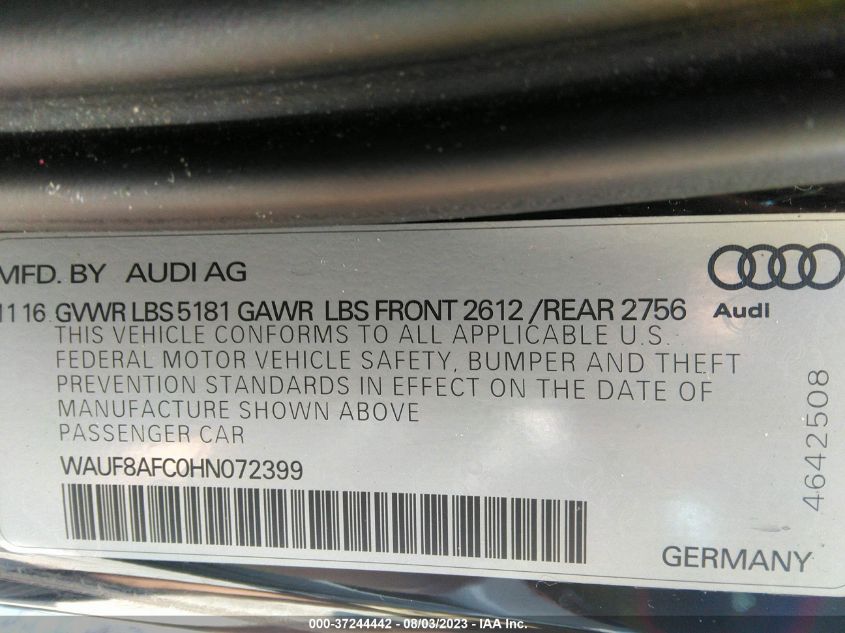 MFD. BY AUDI AG
1116 GVWR LBS 5181 GAWR LBS FRONT 2612 /REAR 2756
Audi
THIS VEHICLE CONFORMS TO ALL APPLICABLE U.S.
FEDERAL MOTOR VEHICLE SAFETY, BUMPER AND THEFT
PREVENTION STANDARDS IN EFFECT ON THE DATE OF
MANUFACTURE SHOWN ABOVE
PASSENGER CAR
WAUF8AFC0HN072399
4642508
GERMANY
000-37244442 - 08/03/2023 - IAA Inc.